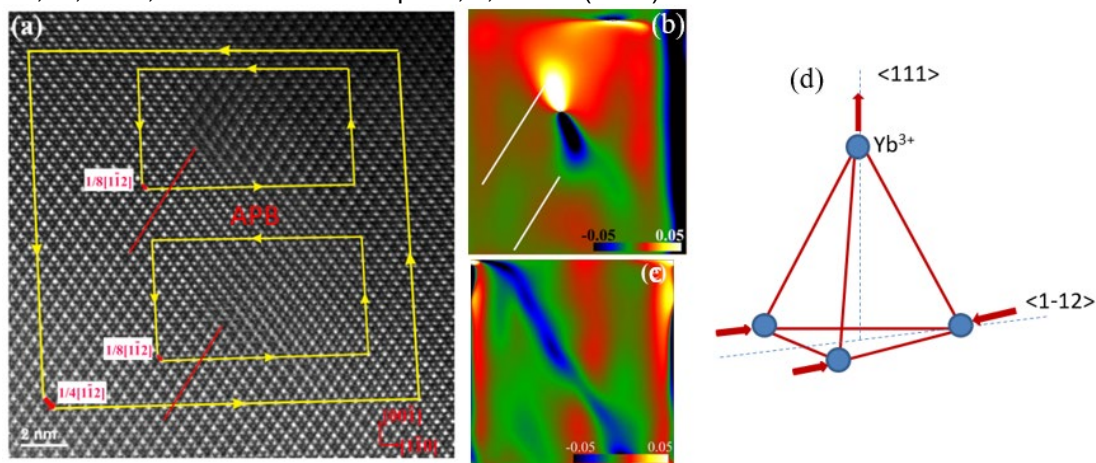 (a)
1/8[11̄2]
APB
1/8[11̄2]
1/4[11̄2]
2 nm
(b)
-0.05 0.05
(c)
-0.05 0.05
(d)
<111>
Yb³⁺
<1-12>